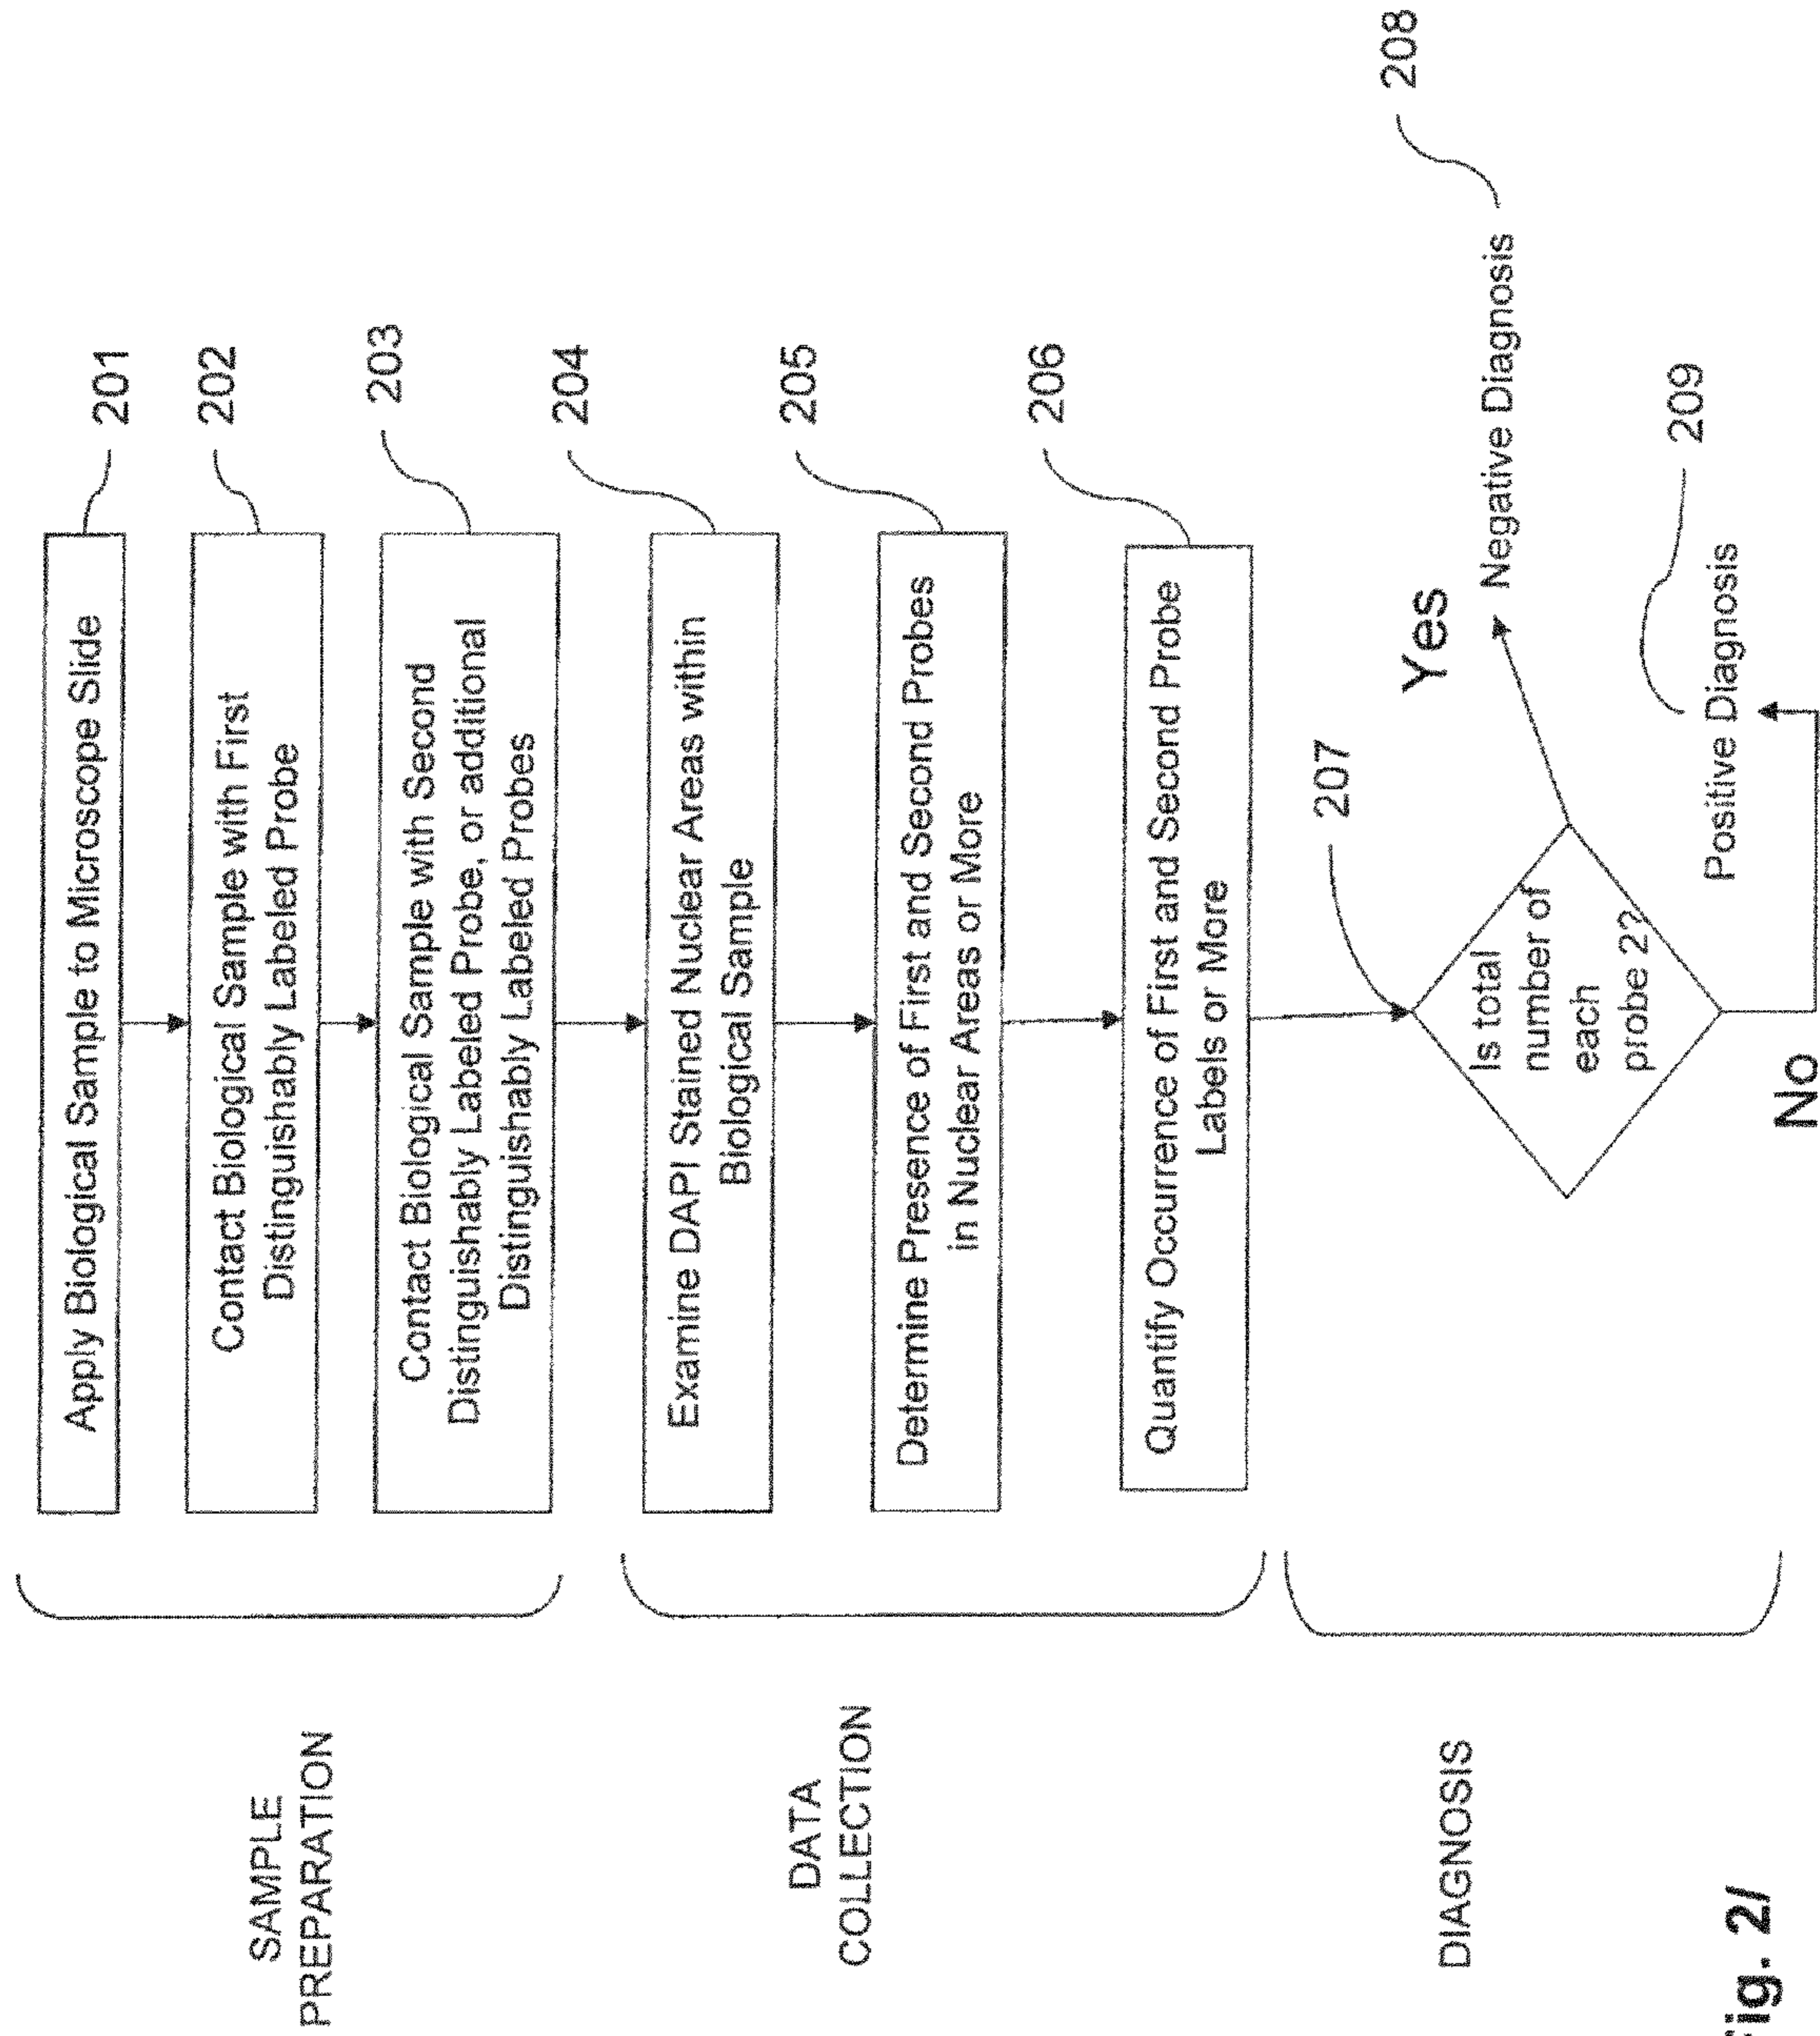 SAMPLE
PREPARATION
Apply Biological Sample to Microscope Slide
201
Contact Biological Sample with First
Distinguishably Labeled Probe
202
Contact Biological Sample with Second
Distinguishably Labeled Probe, or additional
Distinguishably Labeled Probes
203
DATA
COLLECTION
Examine DAPI Stained Nuclear Areas within
Biological Sample
204
Determine Presence of First and Second Probes
in Nuclear Areas or More
205
Quantify Occurrence of First and Second Probe
Labels or More
206
DIAGNOSIS
207
Is total
number of
each
probe 2?
Yes
Negative Diagnosis
208
No
Positive Diagnosis
209
Fig. 2/